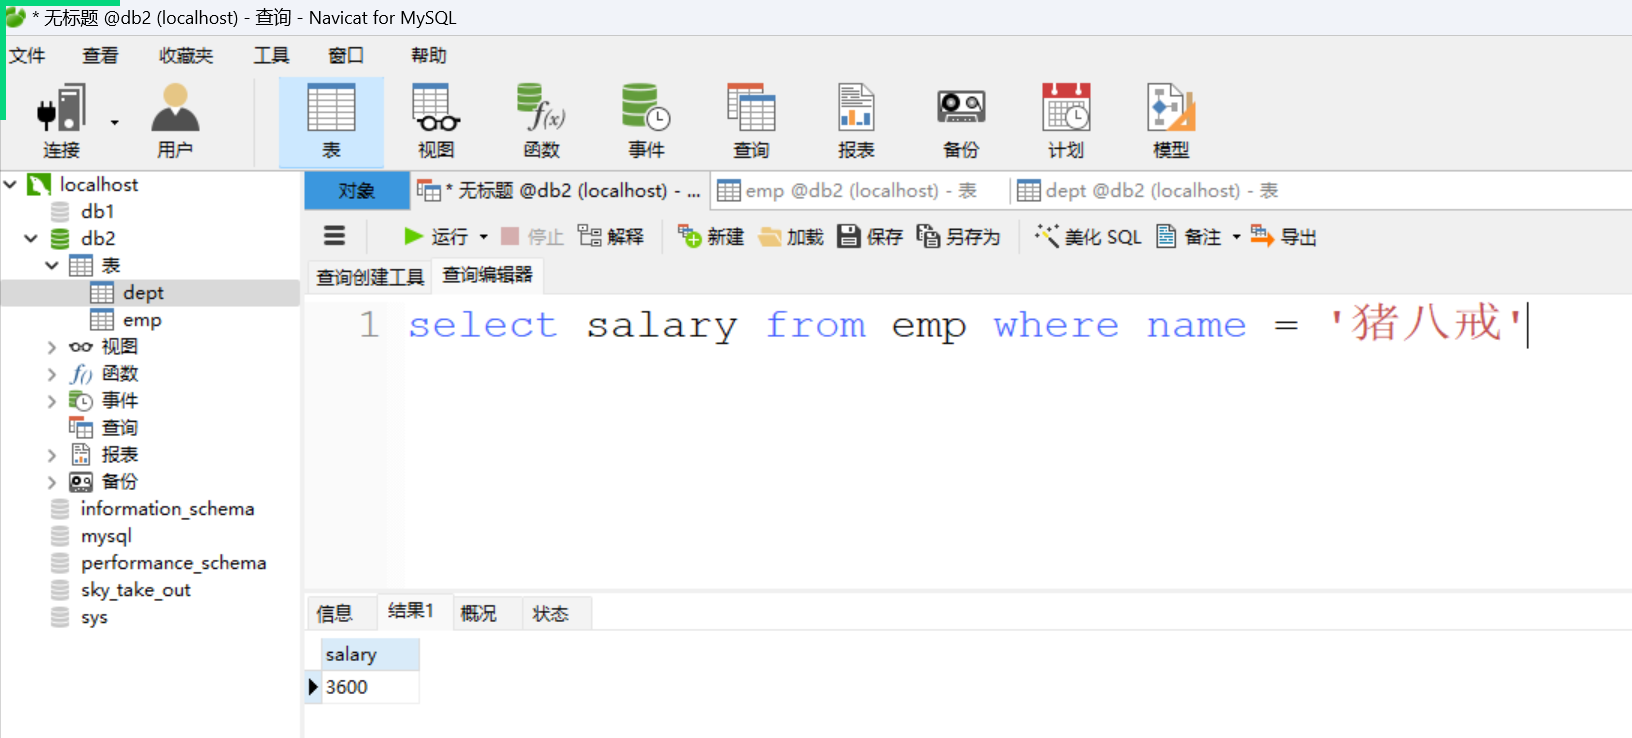 * 无标题 @db2 (localhost) - 查询 - Navicat for MySQL
文件 查看 收藏夹 工具 窗口 帮助
连接 用户 表 视图 函数 事件 查询 报表 备份 计划 模型
localhost
db1
db2
表
dept
emp
视图
函数
事件
查询
报表
备份
information_schema
mysql
performance_schema
sky_take_out
sys
对象 * 无标题 @db2 (localhost) - ... emp @db2 (localhost) - 表 dept @db2 (localhost) - 表
运行 停止 解释 新建 加载 保存 另存为 美化 SQL 备注 导出
查询创建工具 查询编辑器
1 select salary from emp where name = '猪八戒'
信息 结果1 概况 状态
salary
3600